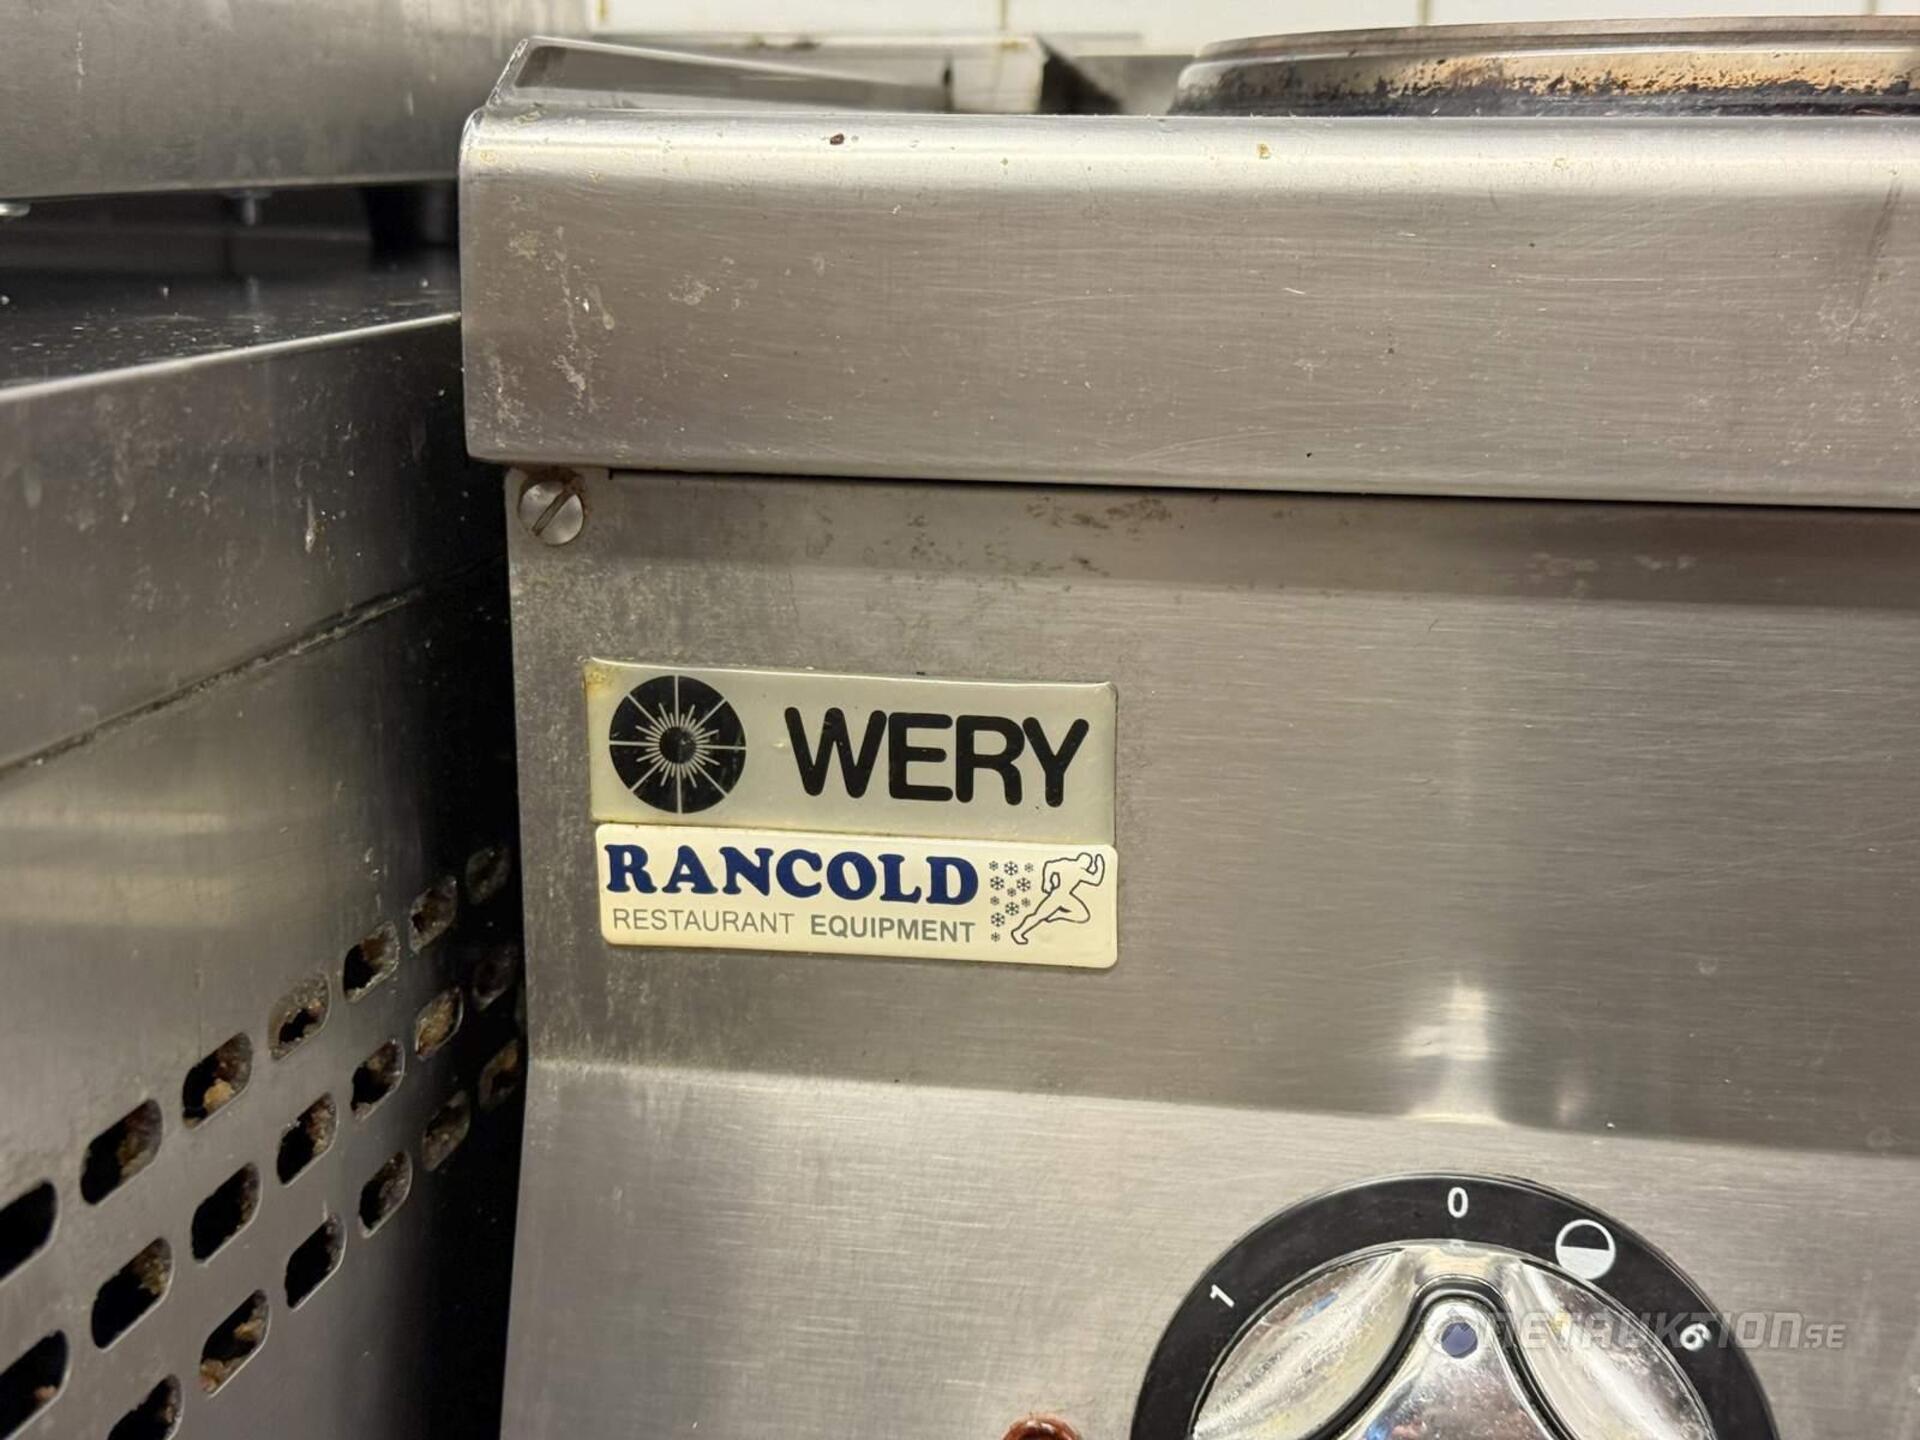 WERY
RANCOLD
RESTAURANT EQUIPMENT
0
1
6
NETAUKTION.SE